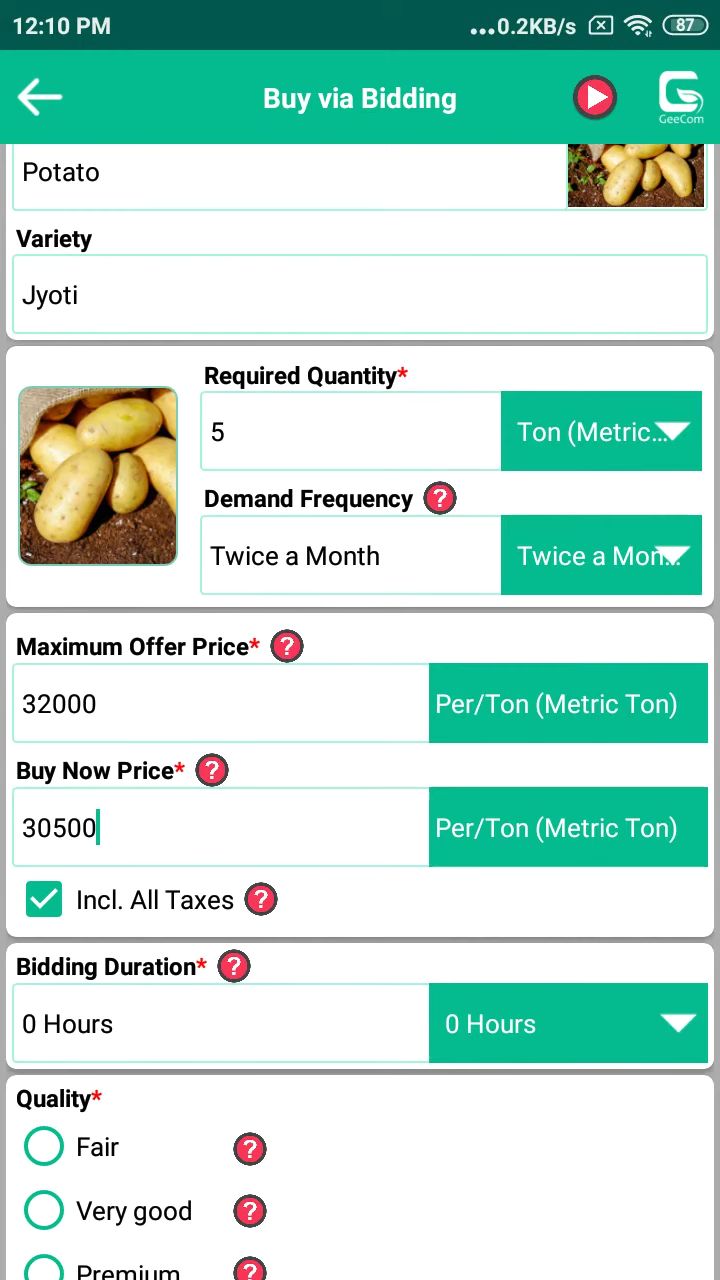 12:10 PM
...0.2KB/s
87
Buy via Bidding
GeeCom
Potato
Variety
Jyoti
Required Quantity*
5
Ton (Metric...
Demand Frequency ?
Twice a Month
Twice a Mon...
Maximum Offer Price* ?
32000
Per/Ton (Metric Ton)
Buy Now Price* ?
30500
Per/Ton (Metric Ton)
Incl. All Taxes ?
Bidding Duration* ?
0 Hours
0 Hours
Quality*
Fair ?
Very good ?
Premium ?